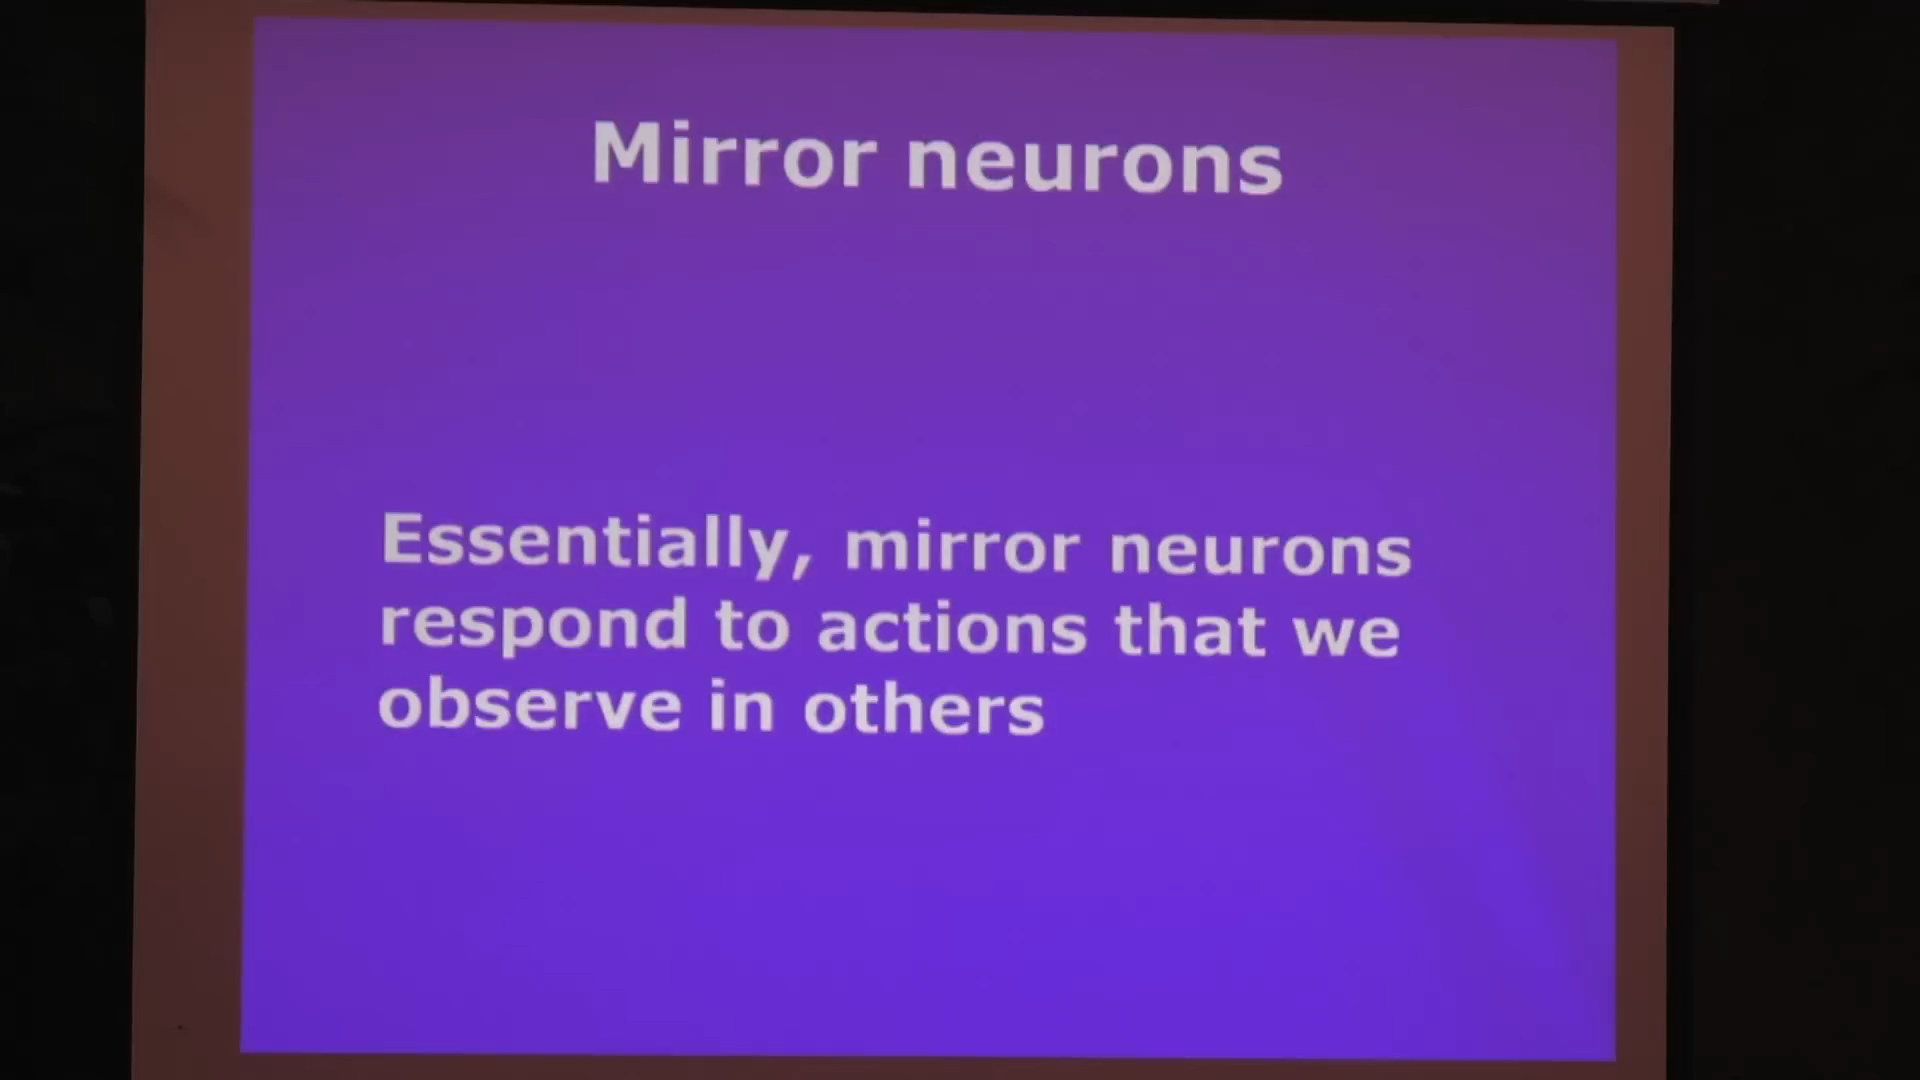 Mirror neurons
Essentially, mirror neurons
respond to actions that we
observe in others